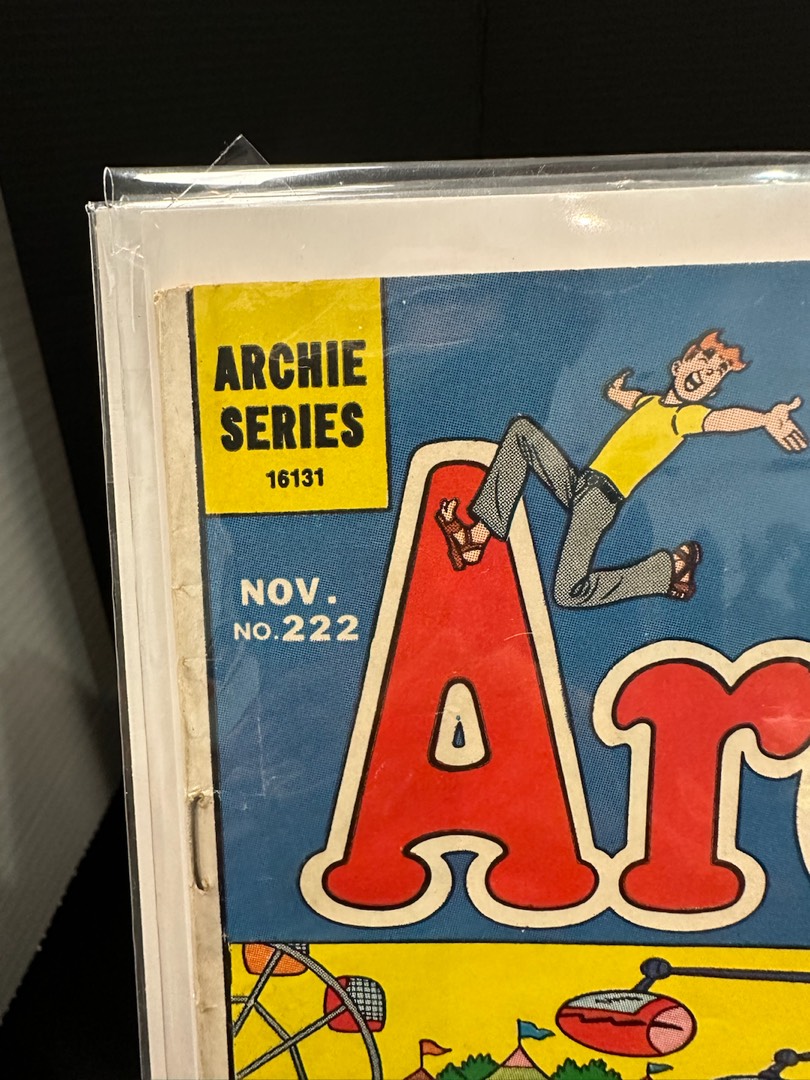 ARCHIE
SERIES
16131
NOV.
NO.222
Ar